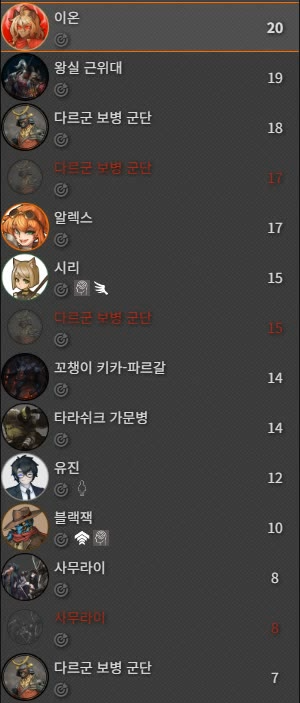 이온 20
왕실 근위대 19
다르군 보병 군단 18
다르군 보병 군단 17
알렉스 17
시리 15
다르군 보병 군단 15
꼬챙이 키카-파르갈 14
타라쉬크 가문병 14
유진 12
블랙잭 10
사무라이 8
사무라이 8
다르군 보병 군단 7